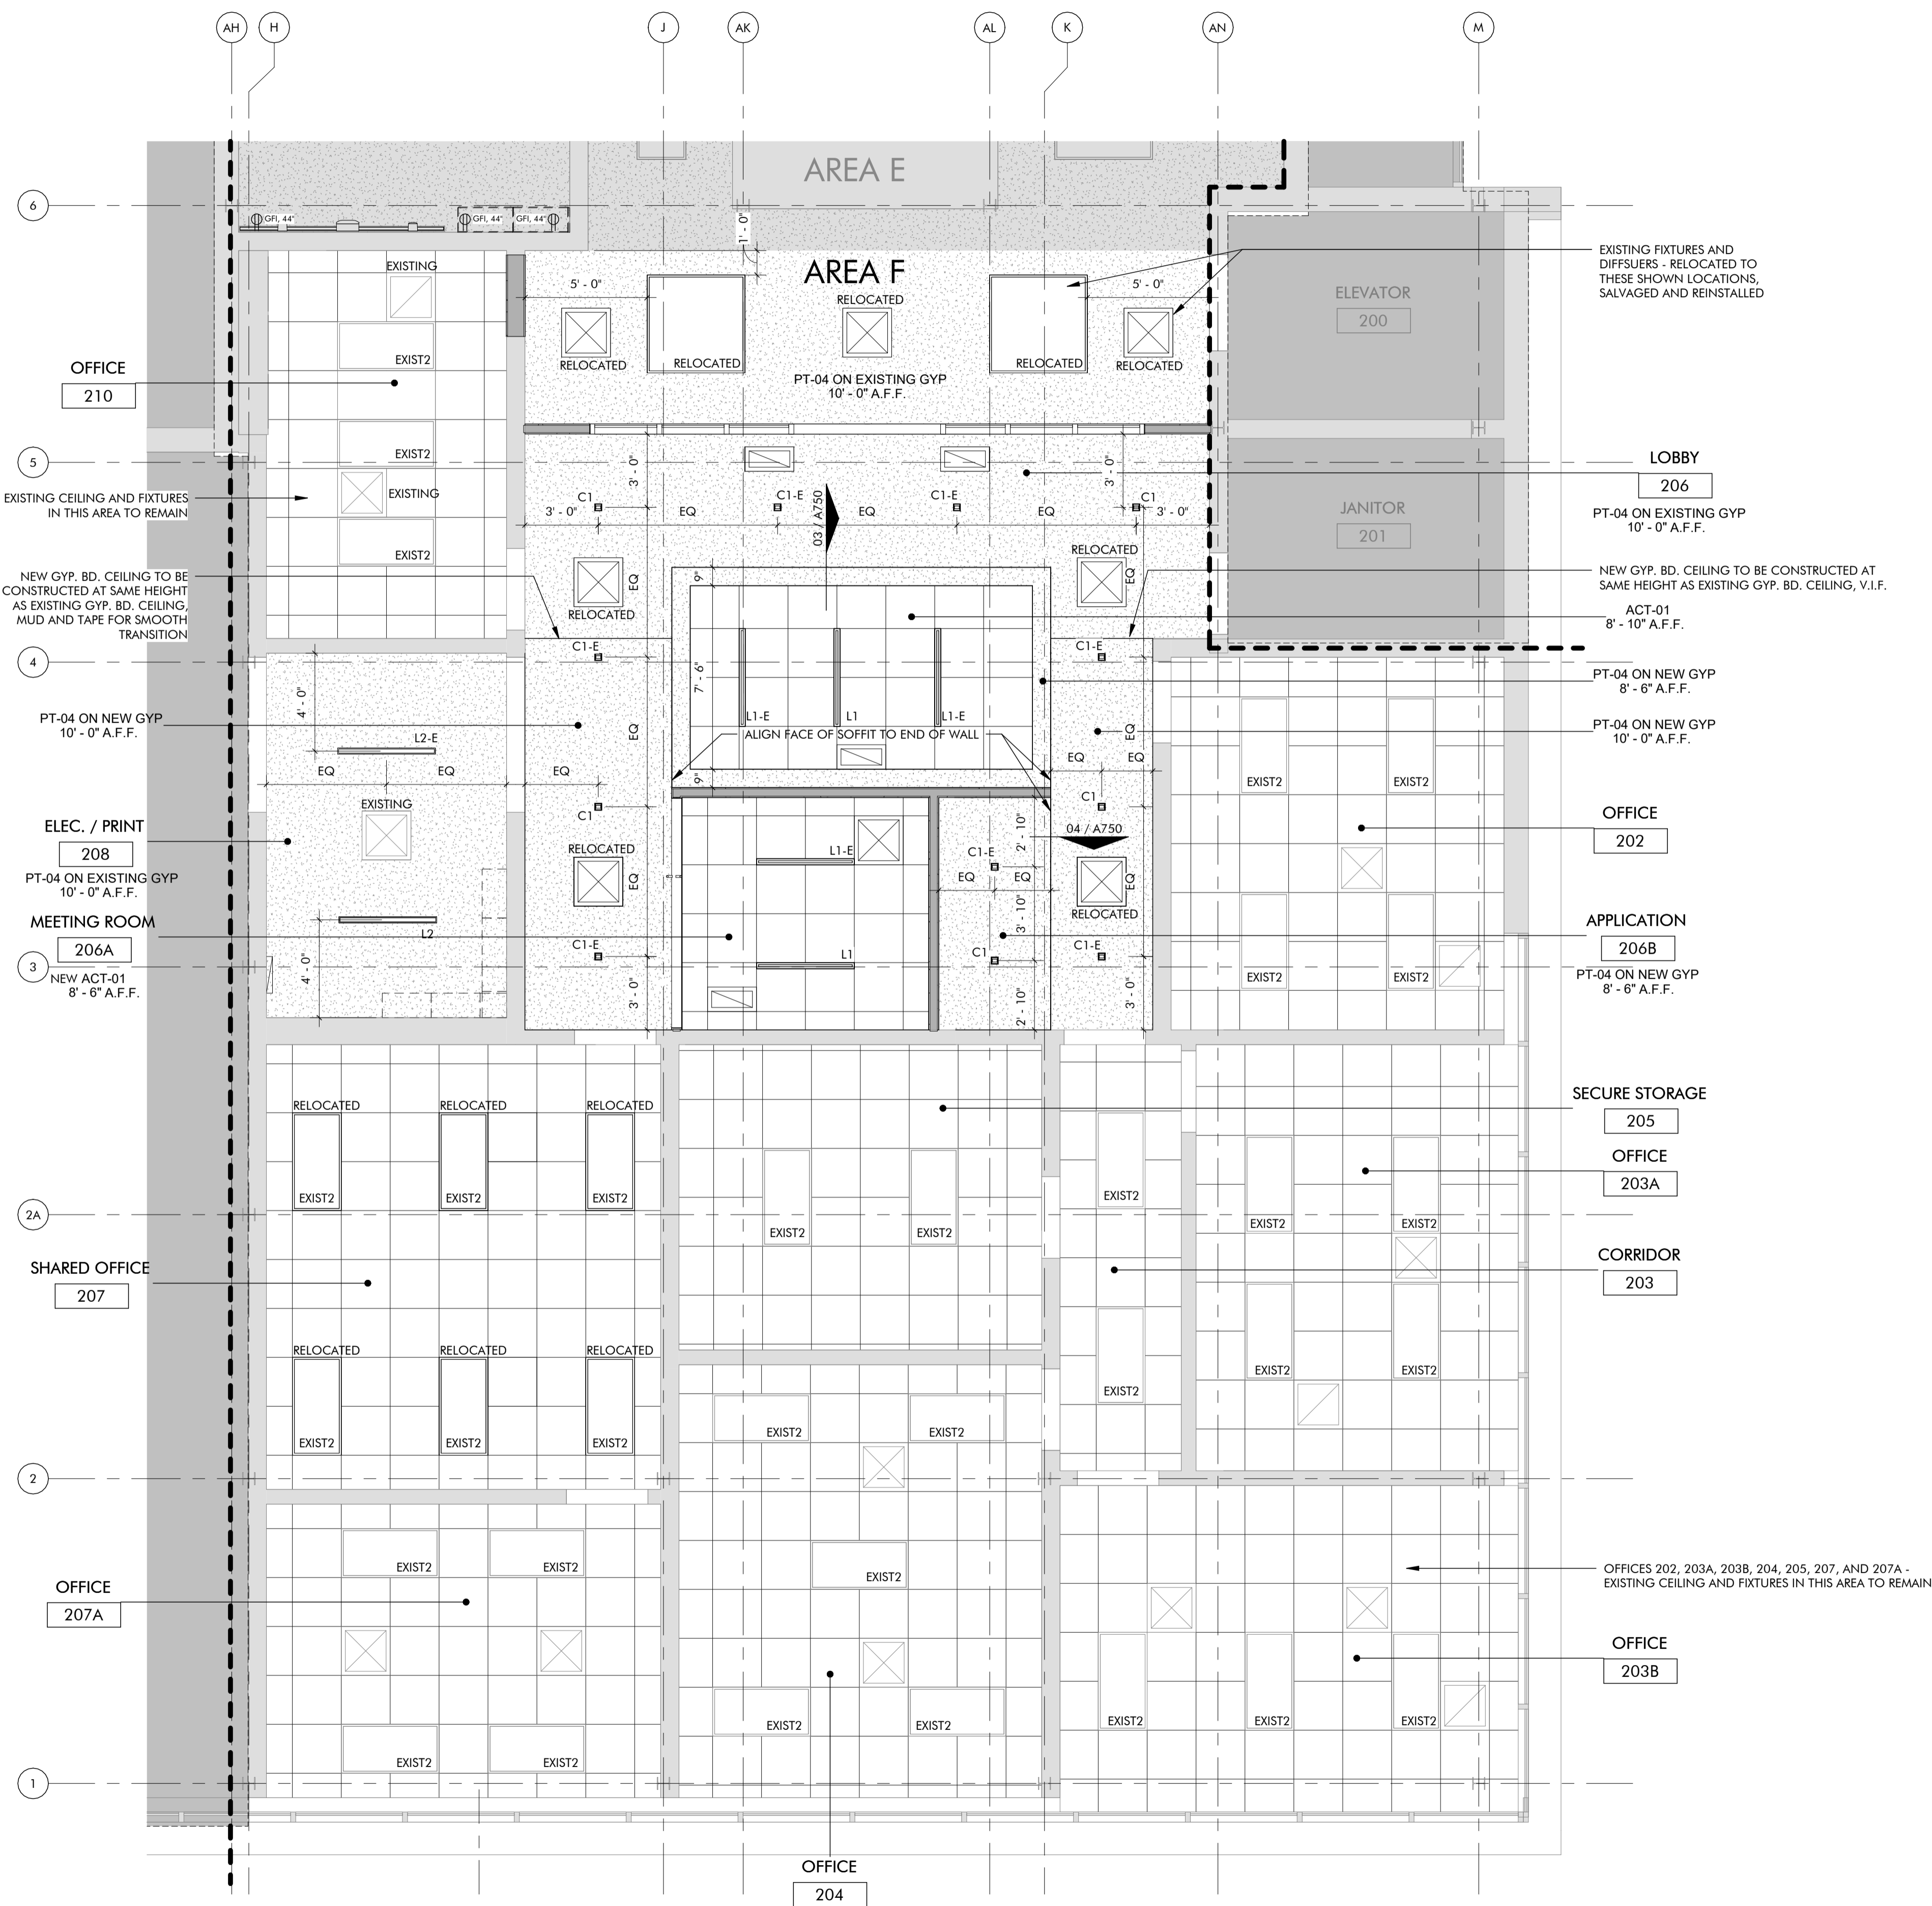 AH
H
J
AK
AL
K
AN
M
AREA E
6
GFI, 44"
GFI, 44"
GFI, 44"
1' - 0"
AREA F
EXISTING
EXISTING FIXTURES AND
DIFFSUERS - RELOCATED TO
THESE SHOWN LOCATIONS,
SALVAGED AND REINSTALLED
5' - 0"
5' - 0"
RELOCATED
ELEVATOR
200
EXIST2
RELOCATED
RELOCATED
RELOCATED
RELOCATED
OFFICE
210
PT-04 ON EXISTING GYP
10' - 0" A.F.F.
5
EXIST2
LOBBY
206
3' - 0"
3' - 0"
EXISTING CEILING AND FIXTURES
IN THIS AREA TO REMAIN
EXISTING
C1
C1-E
C1-E
C1
3' - 0"
EQ
EQ
EQ
3' - 0"
03 / A750
JANITOR
201
PT-04 ON EXISTING GYP
10' - 0" A.F.F.
EXIST2
RELOCATED
EQ
EQ
NEW GYP. BD. CEILING TO BE
CONSTRUCTED AT SAME HEIGHT
AS EXISTING GYP. BD. CEILING,
MUD AND TAPE FOR SMOOTH
TRANSITION
9"
NEW GYP. BD. CEILING TO BE CONSTRUCTED AT
SAME HEIGHT AS EXISTING GYP. BD. CEILING, V.I.F.
RELOCATED
ACT-01
8' - 10" A.F.F.
4
C1-E
C1-E
7' - 6"
4' - 0"
PT-04 ON NEW GYP
8' - 6" A.F.F.
PT-04 ON NEW GYP
10' - 0" A.F.F.
L1-E
L1
L1-E
PT-04 ON NEW GYP
10' - 0" A.F.F.
L2-E
EQ
ALIGN FACE OF SOFFIT TO END OF WALL
EQ
EQ
EQ
EQ
9"
EQ
EQ
EXIST2
EXIST2
EXISTING
C1
C1
ELEC. / PRINT
208
PT-04 ON EXISTING GYP
10' - 0" A.F.F.
OFFICE
202
04 / A750
RELOCATED
L1-E
C1-E
2' - 10"
EQ
EQ
EQ
EQ
MEETING ROOM
206A
NEW ACT-01
8' - 6" A.F.F.
RELOCATED
APPLICATION
206B
PT-04 ON NEW GYP
8' - 6" A.F.F.
L2
3' - 10"
C1-E
L1
C1
C1-E
3
4' - 0"
3' - 0"
2' - 10"
3' - 0"
EXIST2
EXIST2
SECURE STORAGE
205
RELOCATED
RELOCATED
RELOCATED
EXIST2
EXIST2
EXIST2
EXIST2
OFFICE
203A
2A
EXIST2
EXIST2
EXIST2
EXIST2
SHARED OFFICE
207
CORRIDOR
203
RELOCATED
RELOCATED
RELOCATED
EXIST2
EXIST2
EXIST2
EXIST2
EXIST2
EXIST2
EXIST2
EXIST2
2
EXIST2
EXIST2
EXIST2
OFFICE
207A
OFFICES 202, 203A, 203B, 204, 205, 207, AND 207A -
EXISTING CEILING AND FIXTURES IN THIS AREA TO REMAIN
OFFICE
203B
EXIST2
EXIST2
EXIST2
EXIST2
EXIST2
EXIST2
EXIST2
1
OFFICE
204